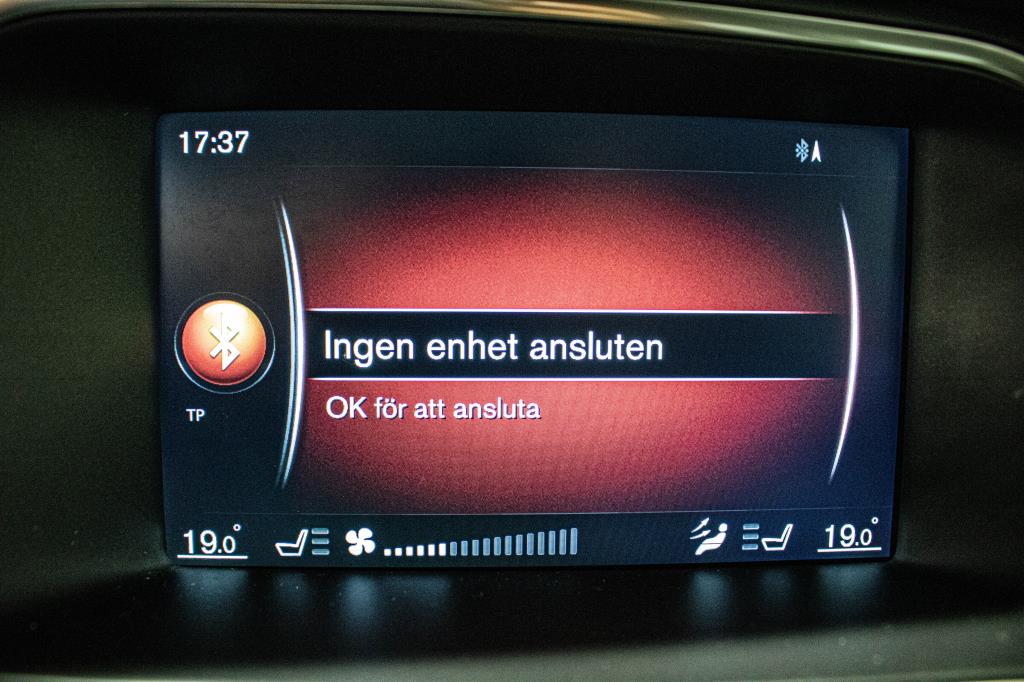 17:37
Ingen enhet ansluten
OK för att ansluta
TP
19.0°
19.0°